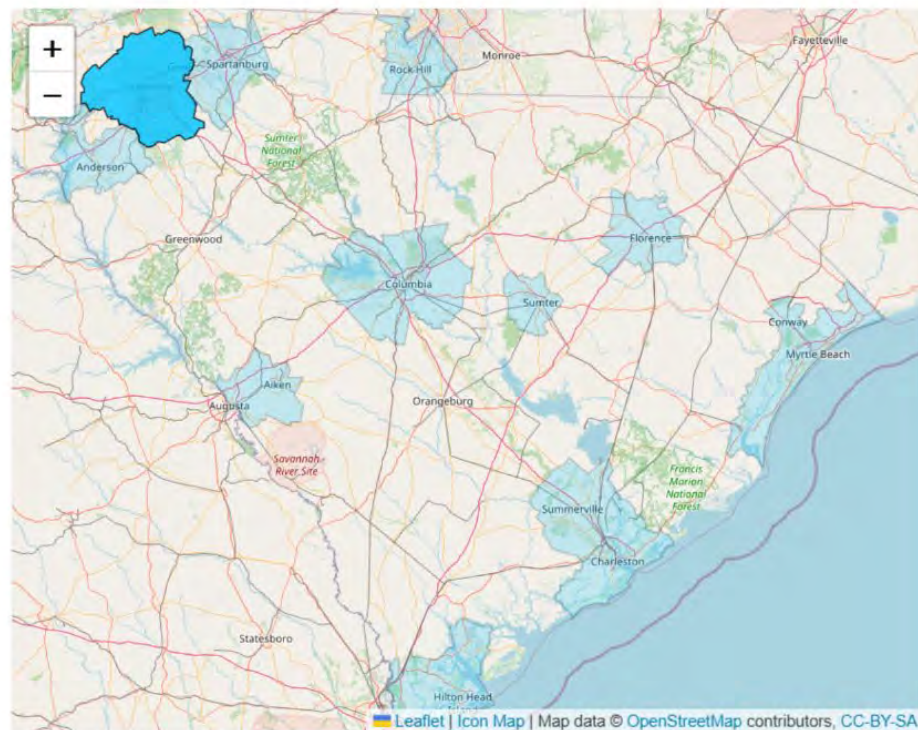 +
Fayetteville
Monroe
Spartanburg
Rock Hill
−
Sumter
National
Forest
Anderson
Greenwood
Florence
Columbia
Sumter
Conway
Myrtle Beach
Aiken
Orangeburg
Augusta
Savannah
River Site
Francis
Marion
National
Forest
Summerville
Charleston
Statesboro
Hilton Head
Leaflet | Icon Map | Map data © OpenStreetMap contributors, CC-BY-SA